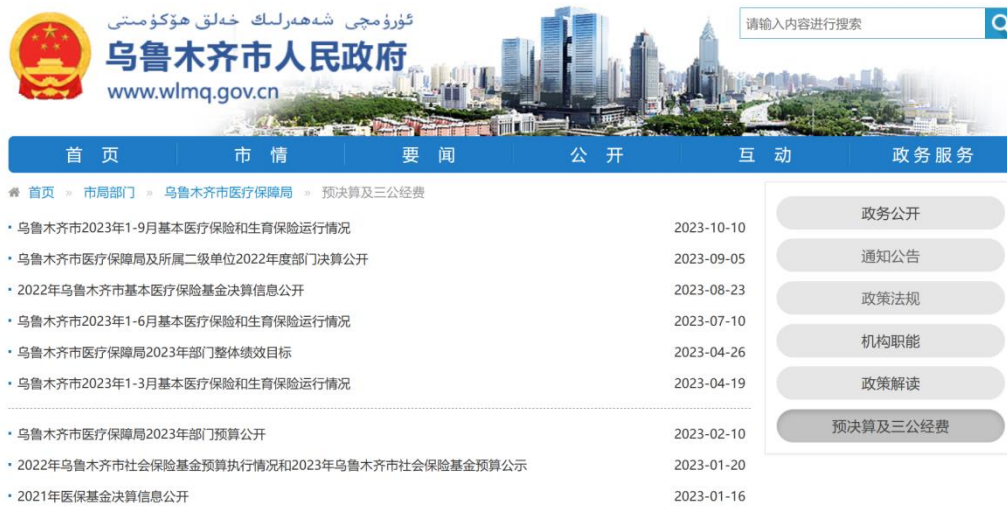 ئۈرۈمچى شەھەرلىك خەلق ھۆكۈمىتى
乌鲁木齐市人民政府
www.wlmq.gov.cn
请输入内容进行搜索
首 页 市 情 要 闻 公 开 互 动 政务服务
首页 » 市局部门 » 乌鲁木齐市医疗保障局 » 预决算及三公经费
乌鲁木齐市2023年1-9月基本医疗保险和生育保险运行情况 2023-10-10
乌鲁木齐市医疗保障局及所属二级单位2022年度部门决算公开 2023-09-05
2022年乌鲁木齐市基本医疗保险基金决算信息公开 2023-08-23
乌鲁木齐市2023年1-6月基本医疗保险和生育保险运行情况 2023-07-10
乌鲁木齐市医疗保障局2023年部门整体绩效目标 2023-04-26
乌鲁木齐市2023年1-3月基本医疗保险和生育保险运行情况 2023-04-19
乌鲁木齐市医疗保障局2023年部门预算公开 2023-02-10
2022年乌鲁木齐市社会保险基金预算执行情况和2023年乌鲁木齐市社会保险基金预算公示 2023-01-20
2021年医保基金决算信息公开 2023-01-16
政务公开
通知公告
政策法规
机构职能
政策解读
预决算及三公经费